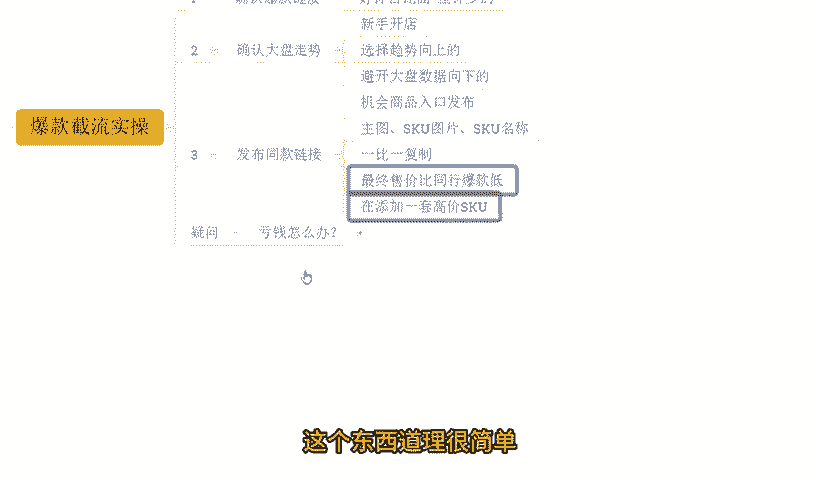 新手开店
2 确认大盘走势 选择趋势向上的
避开大盘数据向下的
机会商品入口发布
爆款截流实操
主图、SKU图片、SKU名称
3 发布同款链接 一比一复制
最终售价比同行爆款低
在添加一套高价SKU
疑问 亏钱怎么办?
这个东西道理很简单